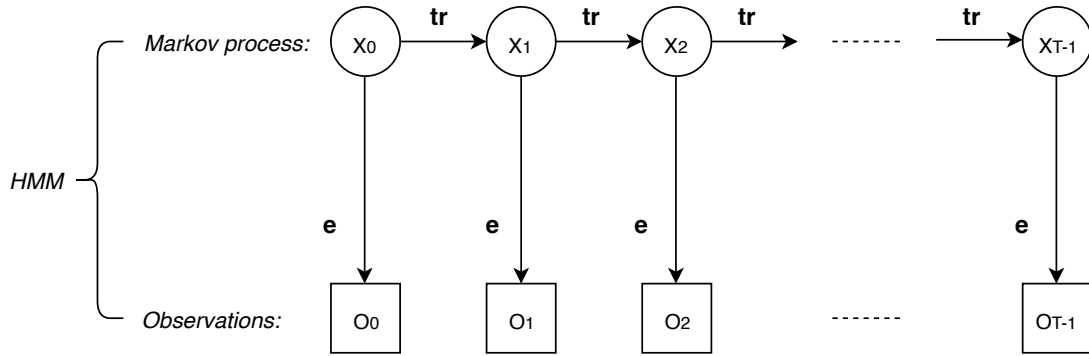 tr tr tr tr
Markov process: X0 X1 X2 XT-1
HMM
e e e e
Observations: O0 O1 O2 OT-1